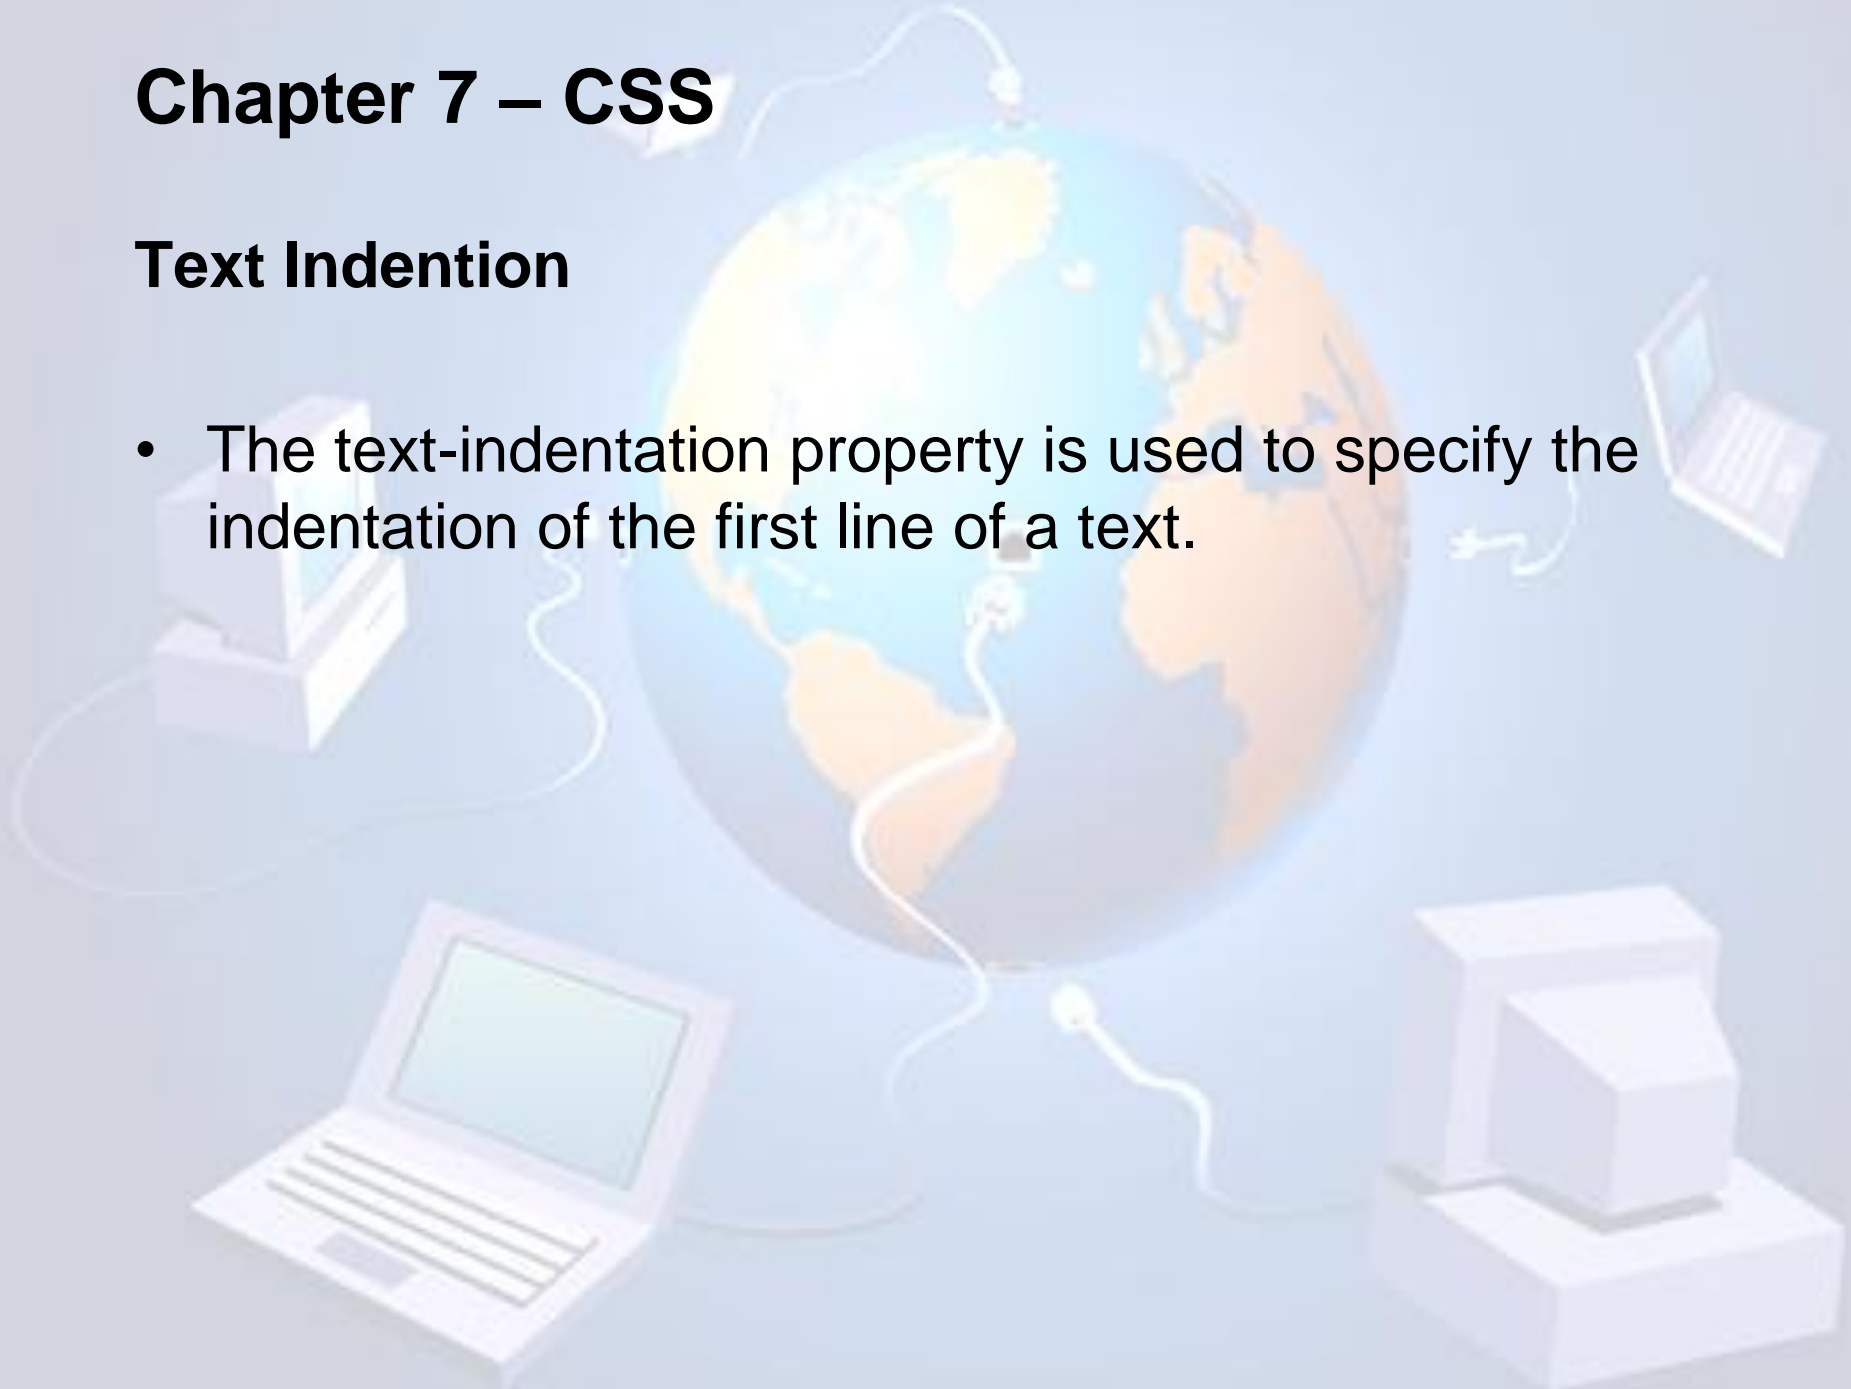 Chapter 7 – CSS
Text Indention
• The text-indentation property is used to specify the
indentation of the first line of a text.